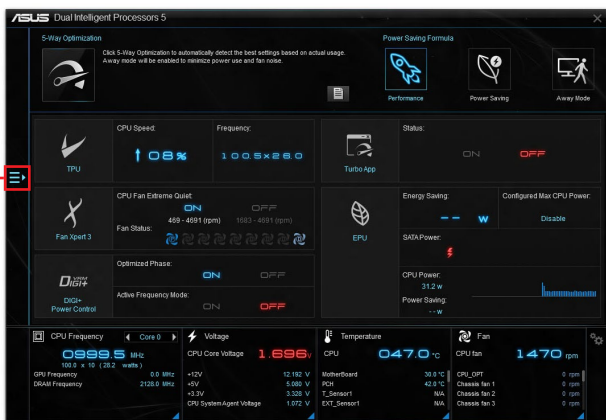 ASUS Dual Intelligent Processors 5
5-Way Optimization
Click 5-Way Optimization to automatically detect the best settings based on actual usage.
Away mode will be enabled to minimize power use and fan noise.
Power Saving Formula
Performance
Power Saving
Away Mode
TPU
CPU Speed:
08%
Frequency:
100.5x26.0
Turbo App
Status:
ON OFF
Fan Xpert 3
CPU Fan Extreme Quiet:
ON OFF
469 - 4691 (rpm) 1683 - 4691 (rpm)
Fan Status:
EPU
Energy Saving:
-- W
Configured Max CPU Power:
Disable
SATA Power:
CPU Power:
31.2 w
Power Saving:
-- w
DIGI+ VRM
DIGI+
Power Control
Optimized Phase:
ON OFF
Active Frequency Mode:
ON OFF
CPU Frequency Core 0
0999.5 MHz
100.0 x 10 (28.2 watts)
GPU Frequency 0.0 MHz
DRAM Frequency 2128.0 MHz
Voltage
CPU Core Voltage 1.696v
+12V 12.192 V
+5V 5.080 V
+3.3V 3.328 V
CPU System Agent Voltage 1.072 V
Temperature
CPU 047.0 °C
MotherBoard 30.0 °C
PCH 42.0 °C
T_Sensor1 N/A
EXT_Sensor1 N/A
Fan
CPU fan 1470 rpm
CPU_OPT 0 rpm
Chassis fan 1 0 rpm
Chassis fan 2 0 rpm
Chassis fan 3 0 rpm